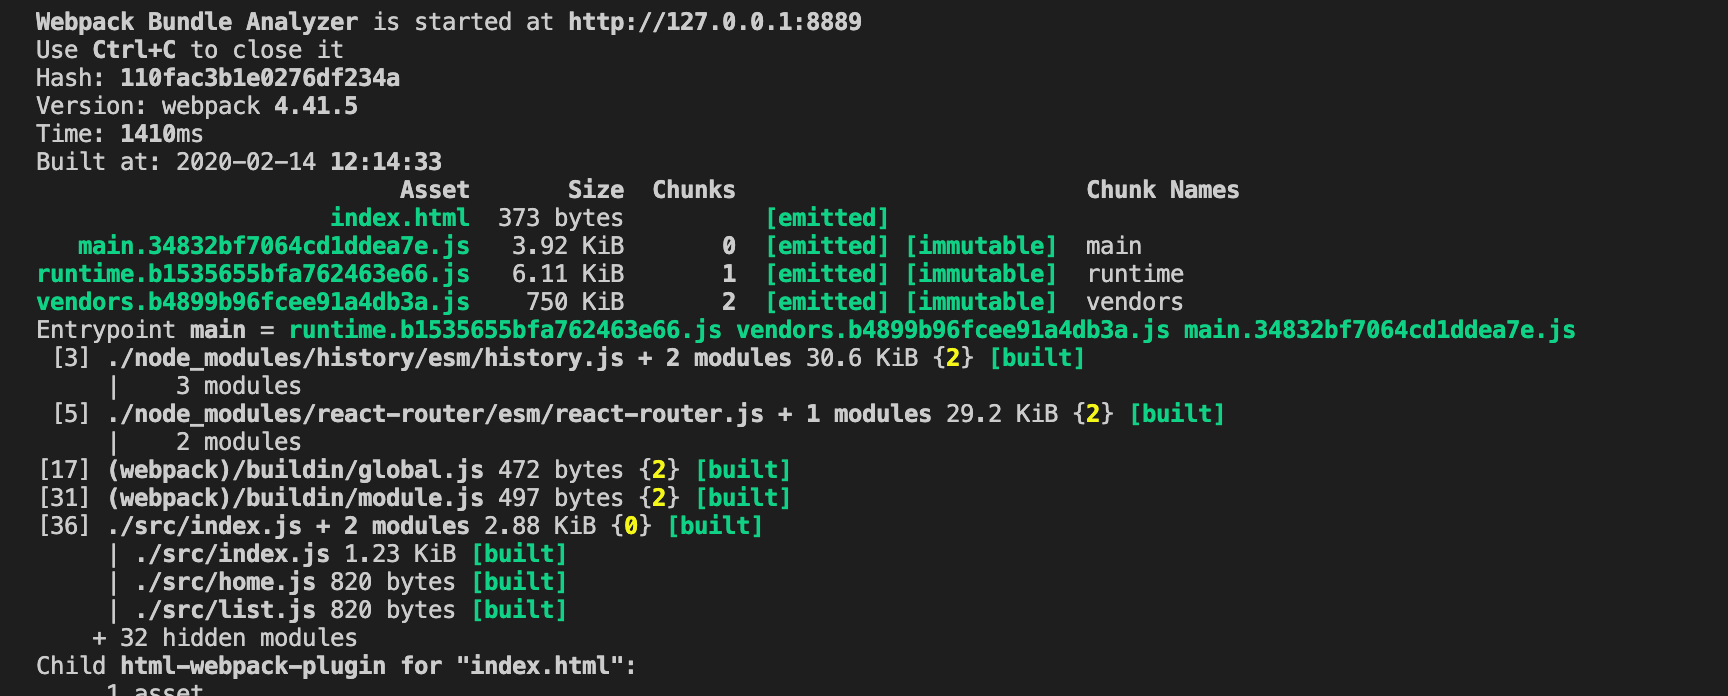 Webpack Bundle Analyzer is started at http://127.0.0.1:8889
Use Ctrl+C to close it
Hash: 110fac3b1e0276df234a
Version: webpack 4.41.5
Time: 1410ms
Built at: 2020-02-14 12:14:33
Asset Size Chunks Chunk Names
index.html 373 bytes [emitted]
main.34832bf7064cd1ddea7e.js 3.92 KiB 0 [emitted] [immutable] main
runtime.b1535655bfa762463e66.js 6.11 KiB 1 [emitted] [immutable] runtime
vendors.b4899b96fcee91a4db3a.js 750 KiB 2 [emitted] [immutable] vendors
Entrypoint main = runtime.b1535655bfa762463e66.js vendors.b4899b96fcee91a4db3a.js main.34832bf7064cd1ddea7e.js
[3] ./node_modules/history/esm/history.js + 2 modules 30.6 KiB {2} [built]
| 3 modules
[5] ./node_modules/react-router/esm/react-router.js + 1 modules 29.2 KiB {2} [built]
| 2 modules
[17] (webpack)/buildin/global.js 472 bytes {2} [built]
[31] (webpack)/buildin/module.js 497 bytes {2} [built]
[36] ./src/index.js + 2 modules 2.88 KiB {0} [built]
| ./src/index.js 1.23 KiB [built]
| ./src/home.js 820 bytes [built]
| ./src/list.js 820 bytes [built]
+ 32 hidden modules
Child html-webpack-plugin for "index.html":
1 asset